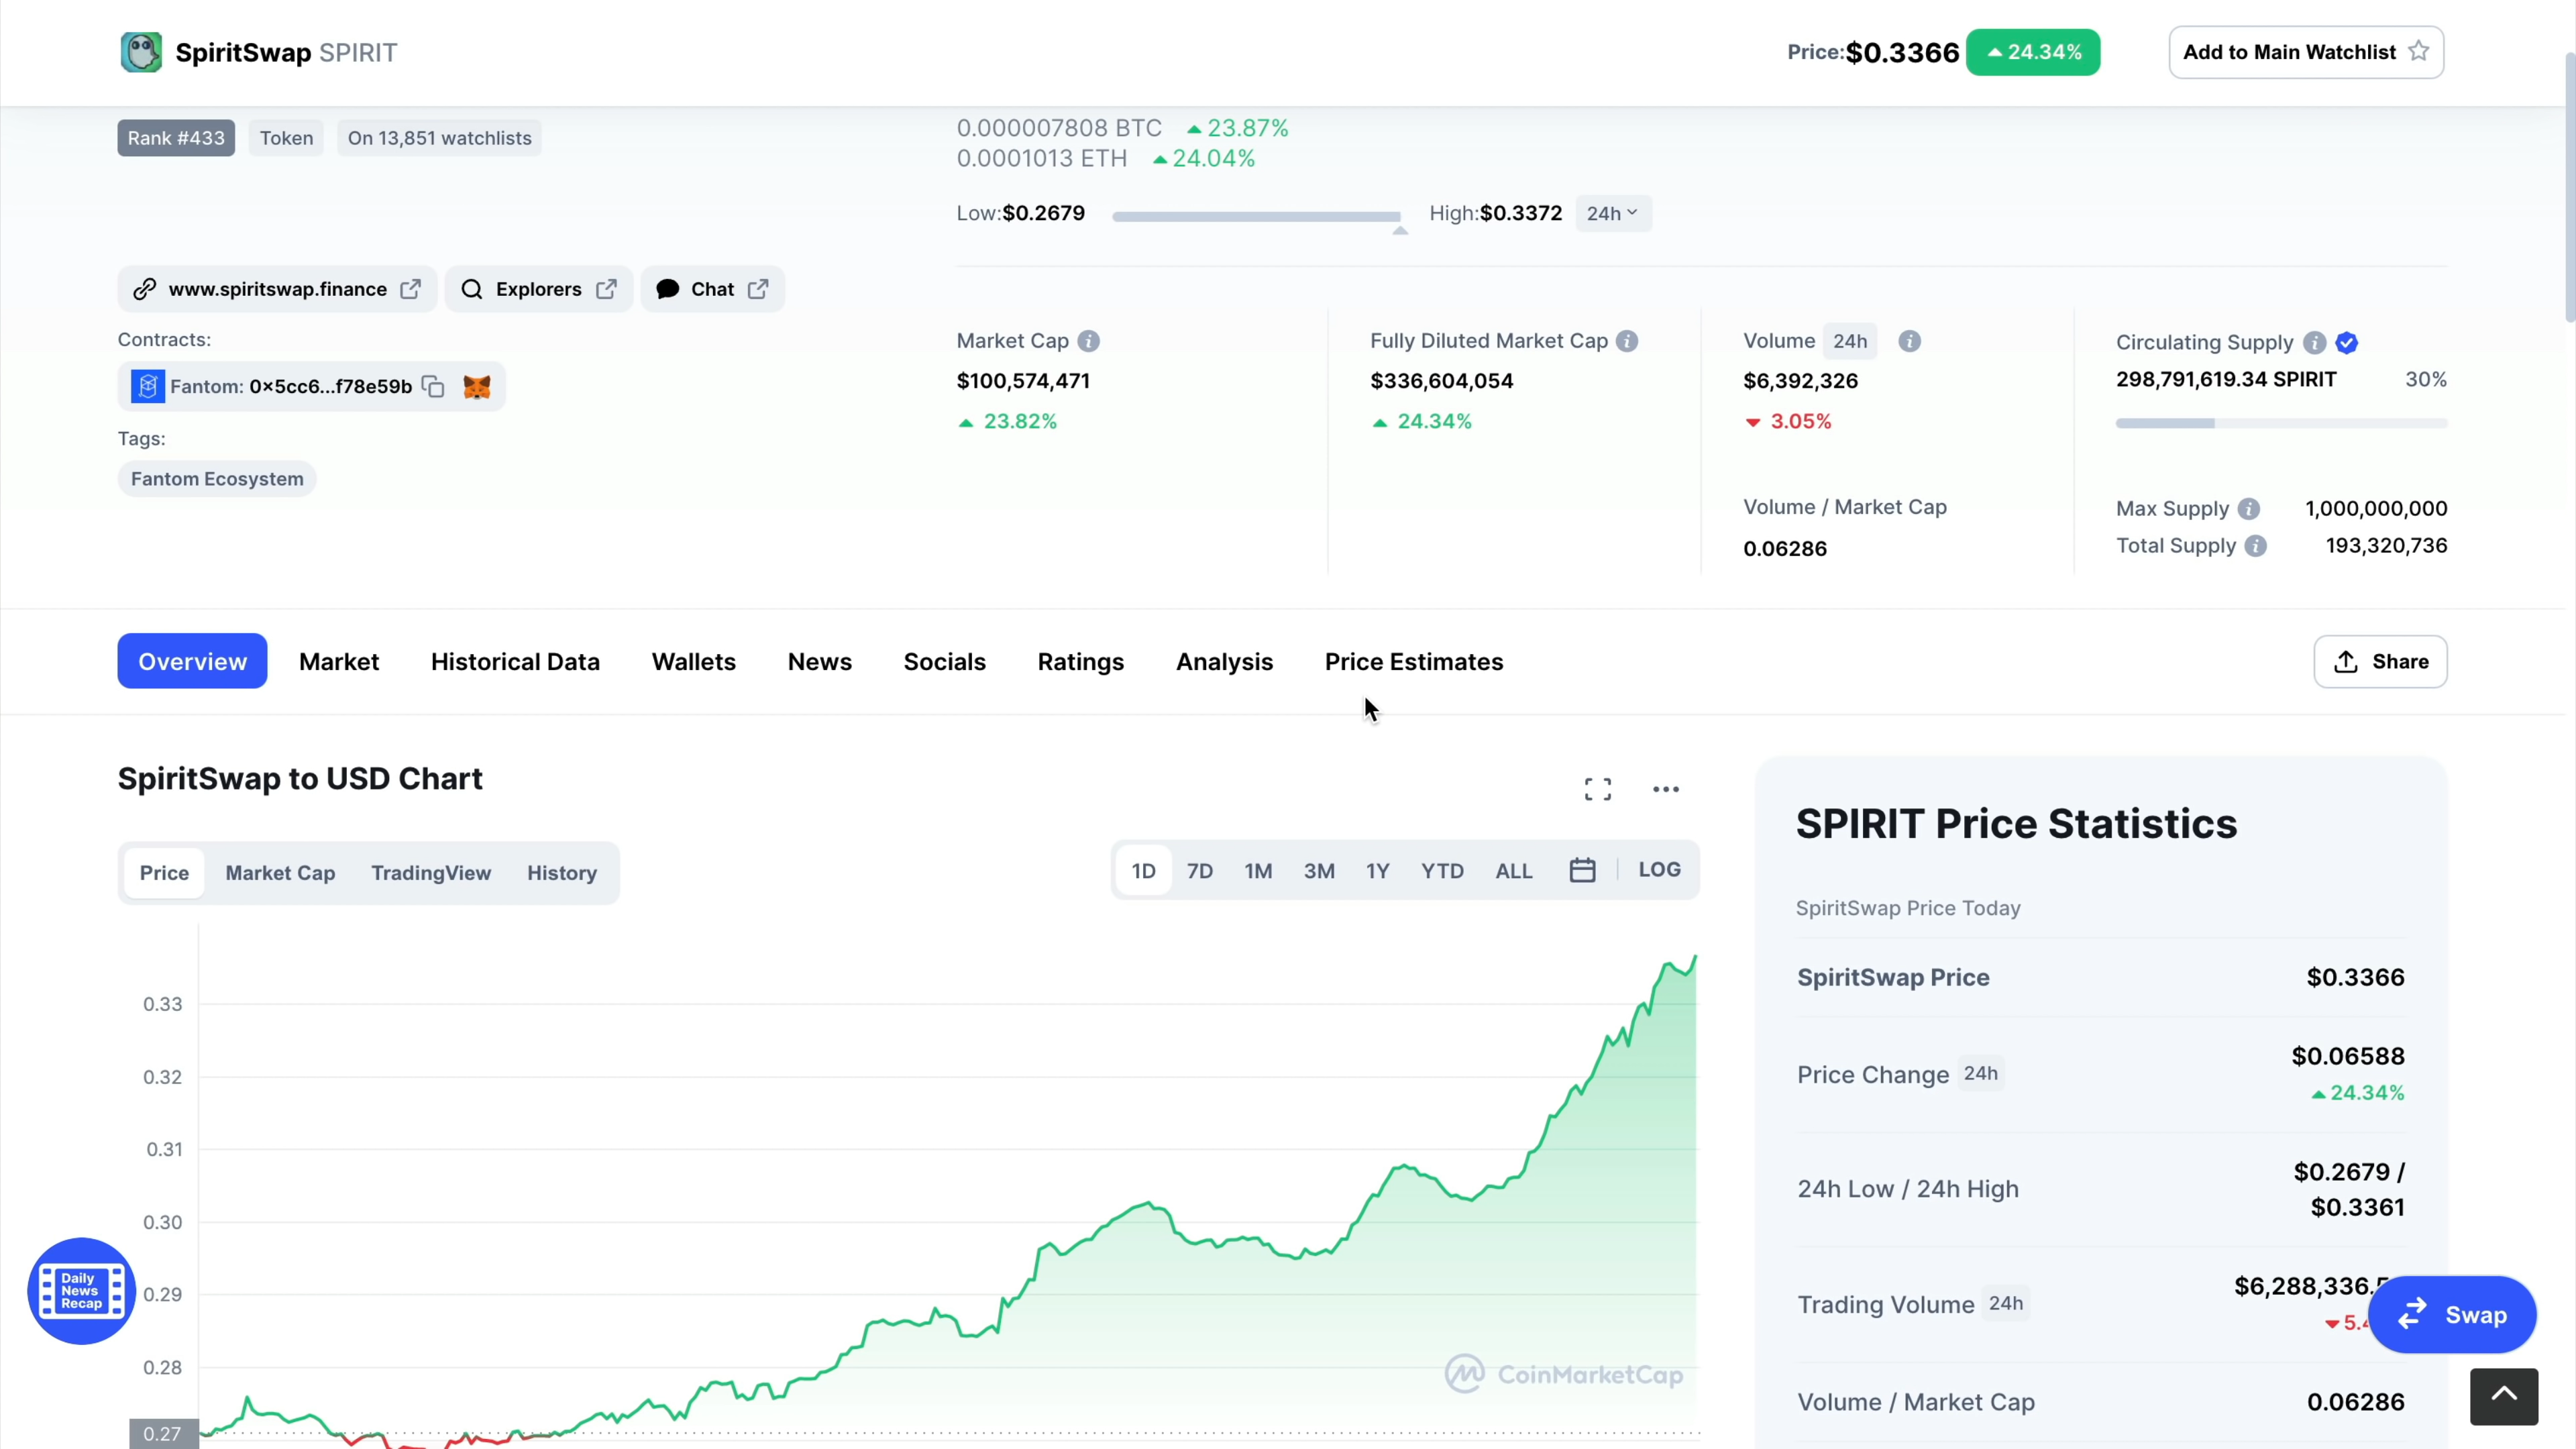 SpiritSwap SPIRIT
Price:$0.3366 24.34%
Add to Main Watchlist
Rank #433 Token On 13,851 watchlists
0.000007808 BTC 23.87%
0.0001013 ETH 24.04%
Low:$0.2679 High:$0.3372 24h
www.spiritswap.finance Explorers Chat
Contracts:
Fantom: 0x5cc6...f78e59b
Tags:
Fantom Ecosystem
Market Cap
$100,574,471
23.82%
Fully Diluted Market Cap
$336,604,054
24.34%
Volume 24h
$6,392,326
3.05%
Volume / Market Cap
0.06286
Circulating Supply
298,791,619.34 SPIRIT 30%
Max Supply 1,000,000,000
Total Supply 193,320,736
Overview Market Historical Data Wallets News Socials Ratings Analysis Price Estimates Share
SpiritSwap to USD Chart
Price Market Cap TradingView History
1D 7D 1M 3M 1Y YTD ALL LOG
0.33
0.32
0.31
0.30
0.29
0.28
0.27
CoinMarketCap
Daily
News
Recap
SPIRIT Price Statistics
SpiritSwap Price Today
SpiritSwap Price $0.3366
Price Change 24h $0.06588
24.34%
24h Low / 24h High $0.2679 /
$0.3361
Trading Volume 24h $6,288,336.
Swap
Volume / Market Cap 0.06286